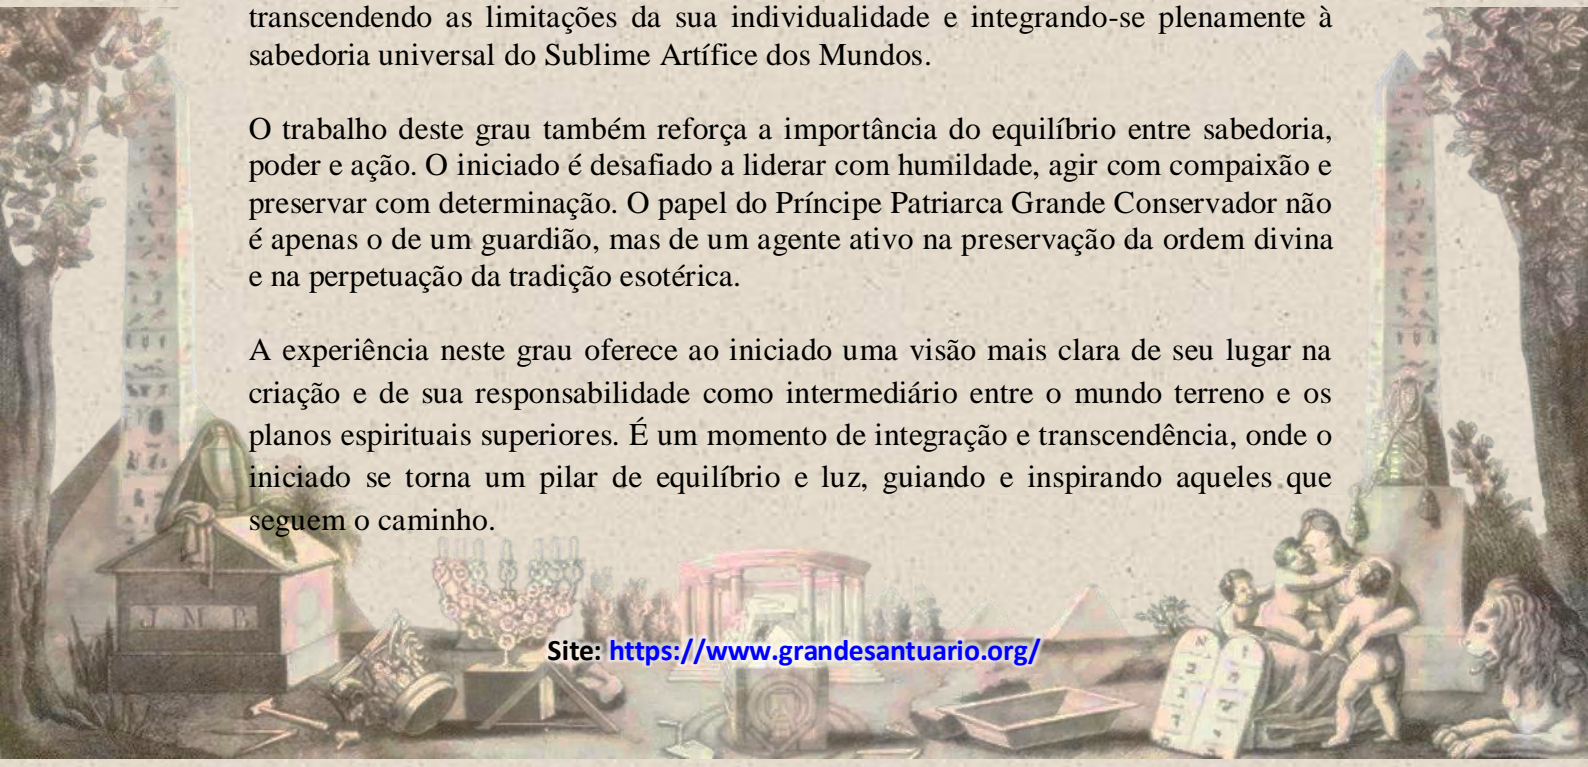 transcendendo as limitações da sua individualidade e integrando-se plenamente à
sabedoria universal do Sublime Artífice dos Mundos.
O trabalho deste grau também reforça a importância do equilíbrio entre sabedoria,
poder e ação. O iniciado é desafiado a liderar com humildade, agir com compaixão e
preservar com determinação. O papel do Príncipe Patriarca Grande Conservador não
é apenas o de um guardião, mas de um agente ativo na preservação da ordem divina
e na perpetuação da tradição esotérica.
A experiência neste grau oferece ao iniciado uma visão mais clara de seu lugar na
criação e de sua responsabilidade como intermediário entre o mundo terreno e os
planos espirituais superiores. É um momento de integração e transcendência, onde o
iniciado se torna um pilar de equilíbrio e luz, guiando e inspirando aqueles que
seguem o caminho.
J M B
Site: https://www.grandesantuario.org/